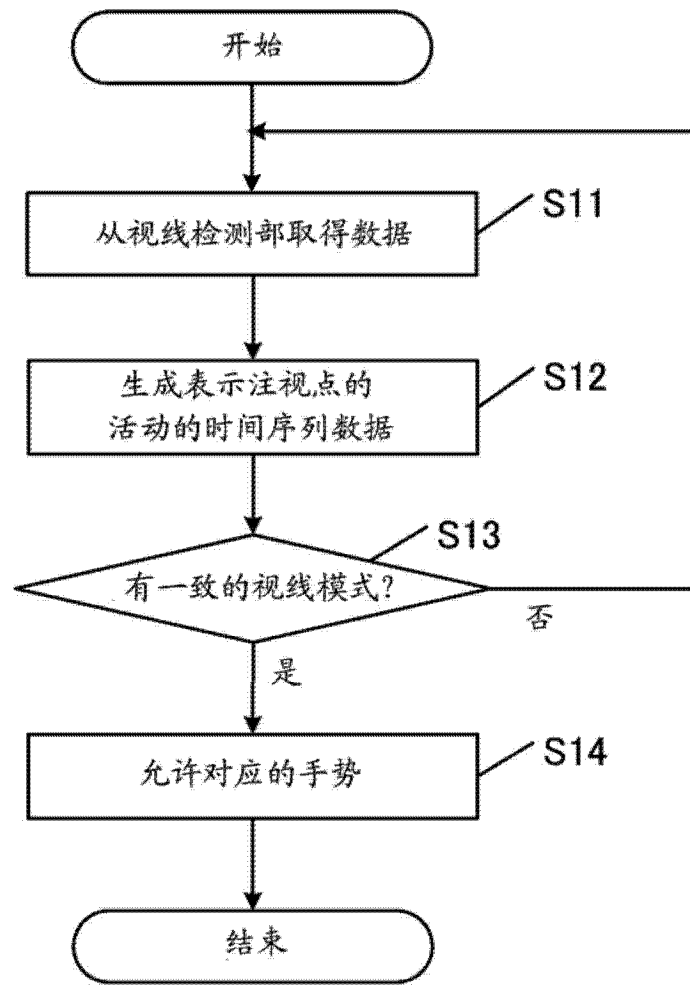 开始
从视线检测部取得数据
S11
生成表示注视点的
活动的时间序列数据
S12
有一致的视线模式?
S13
否
是
允许对应的手势
S14
结束